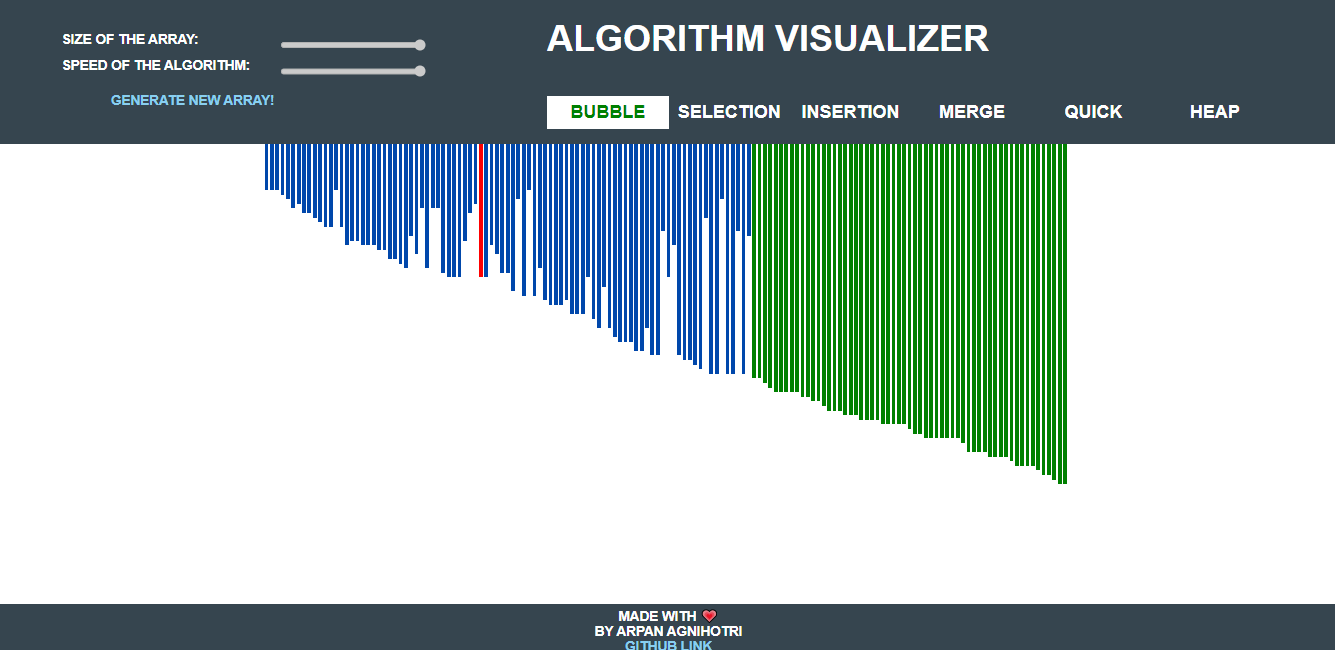 SIZE OF THE ARRAY:
SPEED OF THE ALGORITHM:
GENERATE NEW ARRAY!
ALGORITHM VISUALIZER
BUBBLE SELECTION INSERTION MERGE QUICK HEAP
MADE WITH ❤
BY ARPAN AGNIHOTRI
GITHUB LINK